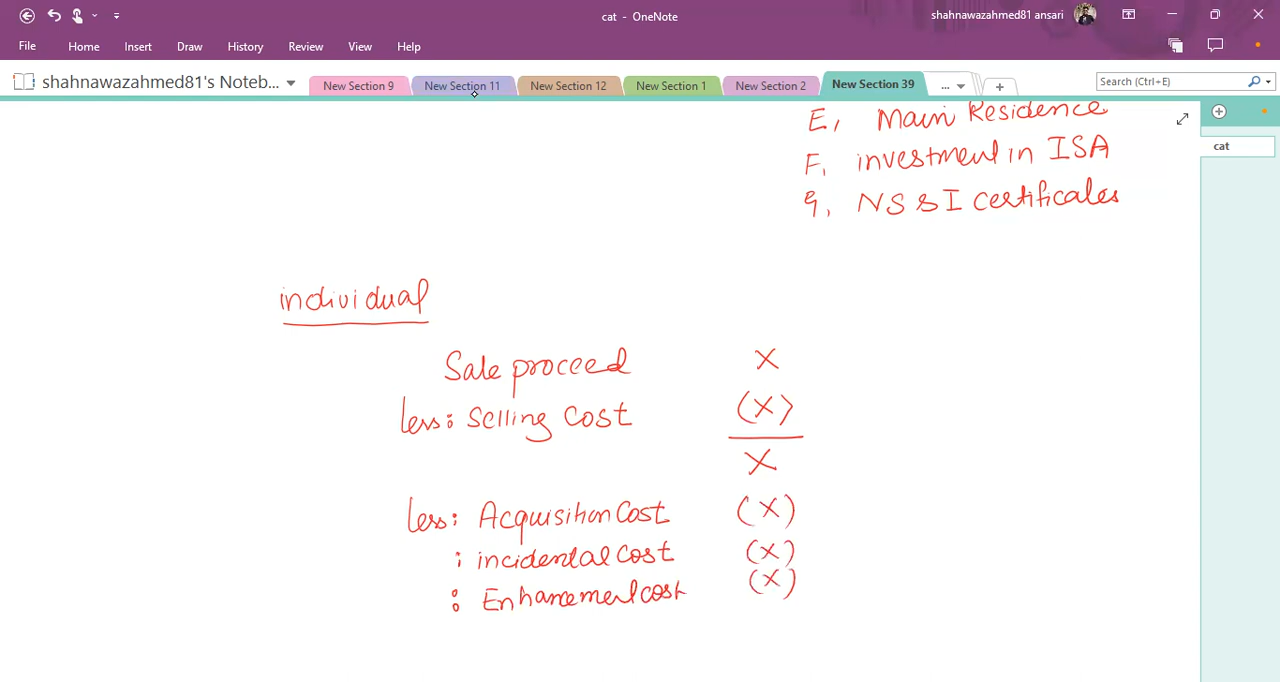 cat - OneNote
shahnawazahmed81 ansari
File Home Insert Draw History Review View Help
shahnawazahmed81's Noteb...
New Section 9
New Section 11
New Section 12
New Section 1
New Section 2
New Section 39
...
Search (Ctrl+E)
cat
E, Main Residence
F, investment in ISA
G, NS & I certificates
individual
Sale proceed X
less: Selling Cost (X)
X
less: Acquisition Cost (X)
: incidental Cost (X)
: Enhancement cost (X)